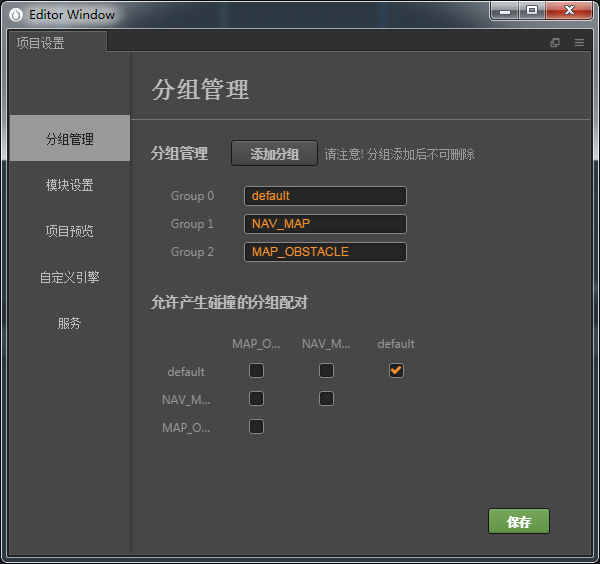 Editor Window
项目设置
分组管理
模块设置
项目预览
自定义引擎
服务
分组管理
分组管理 添加分组 请注意! 分组添加后不可删除
Group 0 default
Group 1 NAV_MAP
Group 2 MAP_OBSTACLE
允许产生碰撞的分组配对
MAP_O... NAV_M... default
default
NAV_M...
MAP_O...
保存